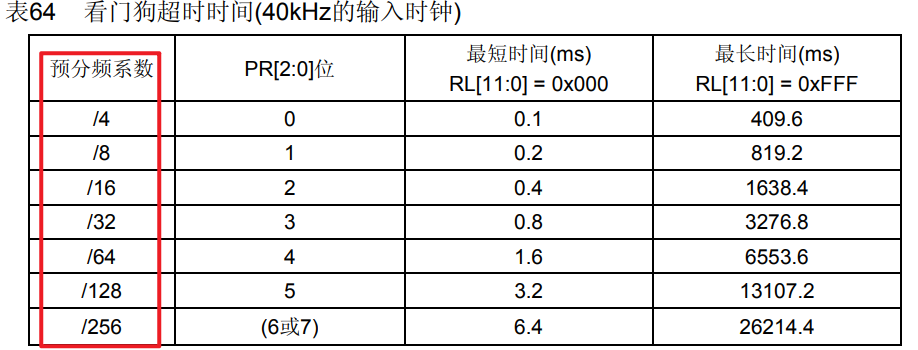 表64 看门狗超时时间(40kHz的输入时钟)
预分频系数 PR[2:0]位 最短时间(ms) RL[11:0] = 0x000 最长时间(ms) RL[11:0] = 0xFFF
/4 0 0.1 409.6
/8 1 0.2 819.2
/16 2 0.4 1638.4
/32 3 0.8 3276.8
/64 4 1.6 6553.6
/128 5 3.2 13107.2
/256 (6或7) 6.4 26214.4